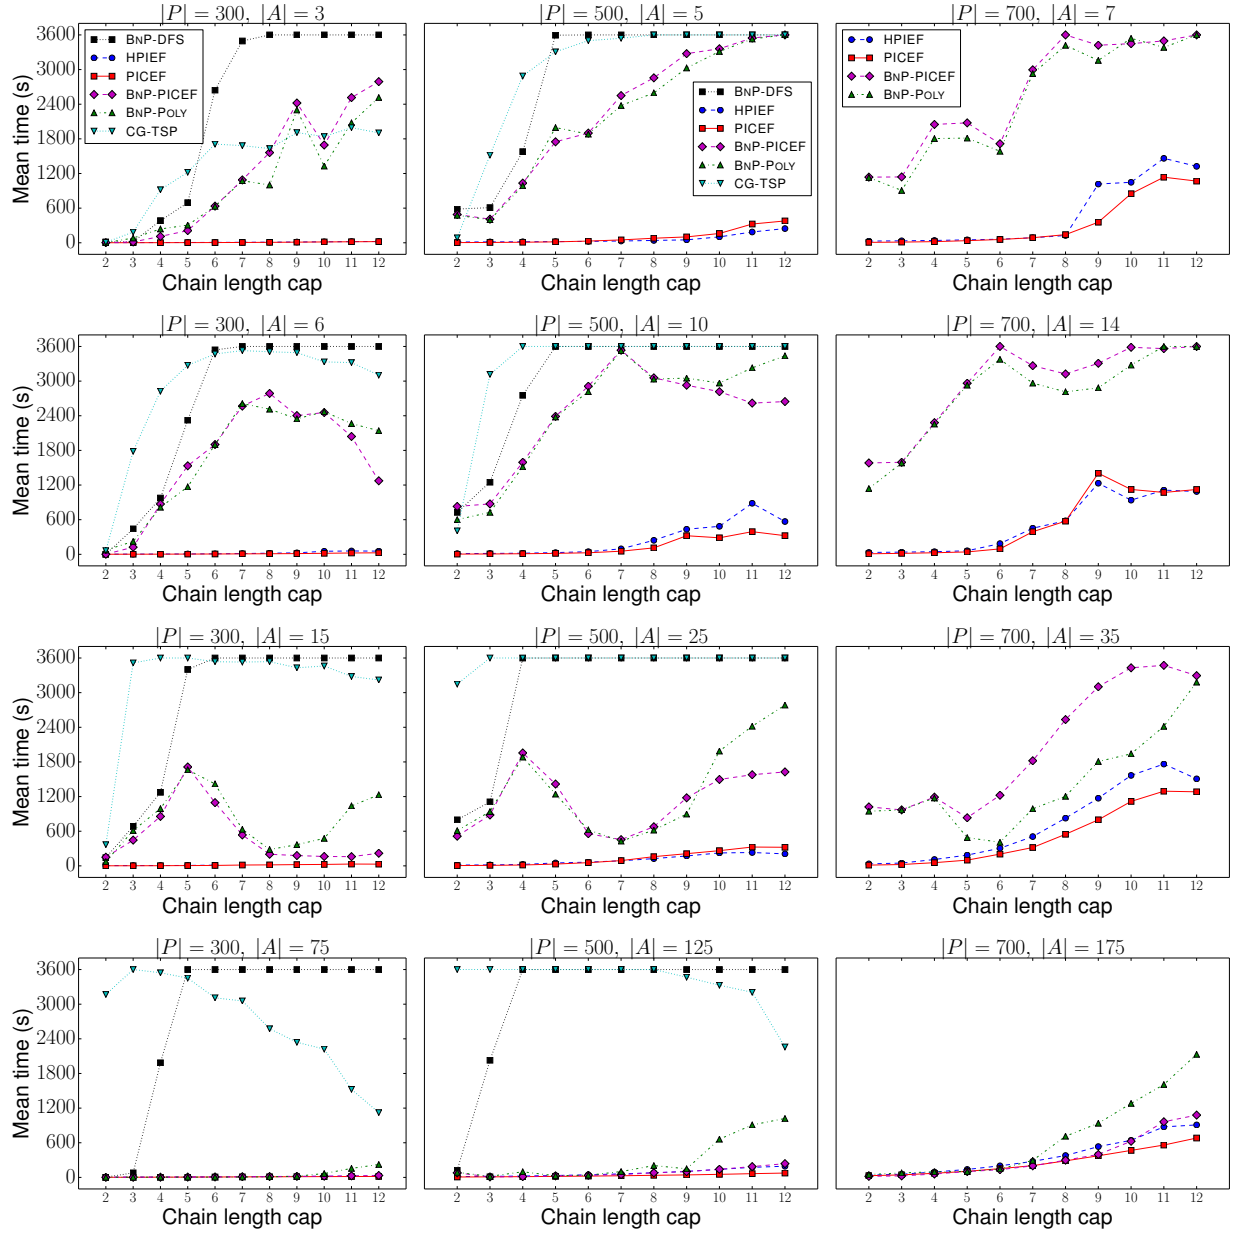 |P| = 300, |A| = 3
3600
3000
2400
1800
1200
600
0
Mean time (s)
BNP-DFS
HPIEF
PICEF
BNP-PICEF
BNP-POLY
CG-TSP
2 3 4 5 6 7 8 9 10 11 12
Chain length cap
|P| = 500, |A| = 5
BNP-DFS
HPIEF
PICEF
BNP-PICEF
BNP-POLY
CG-TSP
2 3 4 5 6 7 8 9 10 11 12
Chain length cap
|P| = 700, |A| = 7
HPIEF
PICEF
BNP-PICEF
BNP-POLY
2 3 4 5 6 7 8 9 10 11 12
Chain length cap
|P| = 300, |A| = 6
3600
3000
2400
1800
1200
600
0
Mean time (s)
2 3 4 5 6 7 8 9 10 11 12
Chain length cap
|P| = 500, |A| = 10
2 3 4 5 6 7 8 9 10 11 12
Chain length cap
|P| = 700, |A| = 14
2 3 4 5 6 7 8 9 10 11 12
Chain length cap
|P| = 300, |A| = 15
3600
3000
2400
1800
1200
600
0
Mean time (s)
2 3 4 5 6 7 8 9 10 11 12
Chain length cap
|P| = 500, |A| = 25
2 3 4 5 6 7 8 9 10 11 12
Chain length cap
|P| = 700, |A| = 35
2 3 4 5 6 7 8 9 10 11 12
Chain length cap
|P| = 300, |A| = 75
3600
3000
2400
1800
1200
600
0
Mean time (s)
2 3 4 5 6 7 8 9 10 11 12
Chain length cap
|P| = 500, |A| = 125
2 3 4 5 6 7 8 9 10 11 12
Chain length cap
|P| = 700, |A| = 175
2 3 4 5 6 7 8 9 10 11 12
Chain length cap